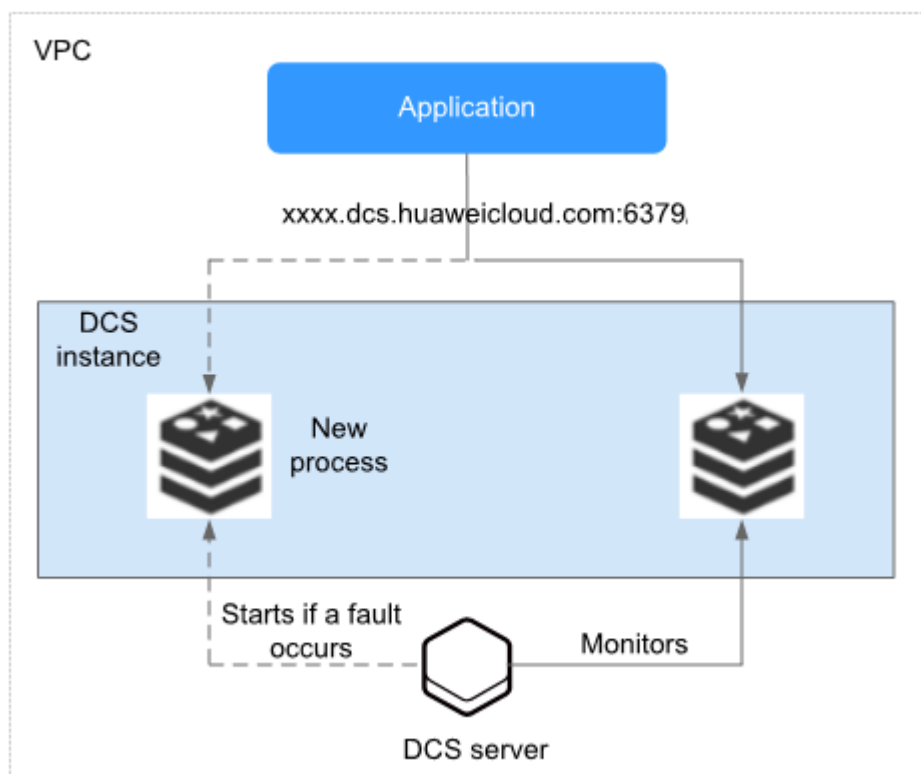 VPC
Application
xxxx.dcs.huaweicloud.com:6379/
DCS
instance
New
process
Starts if a fault
occurs
Monitors
DCS server